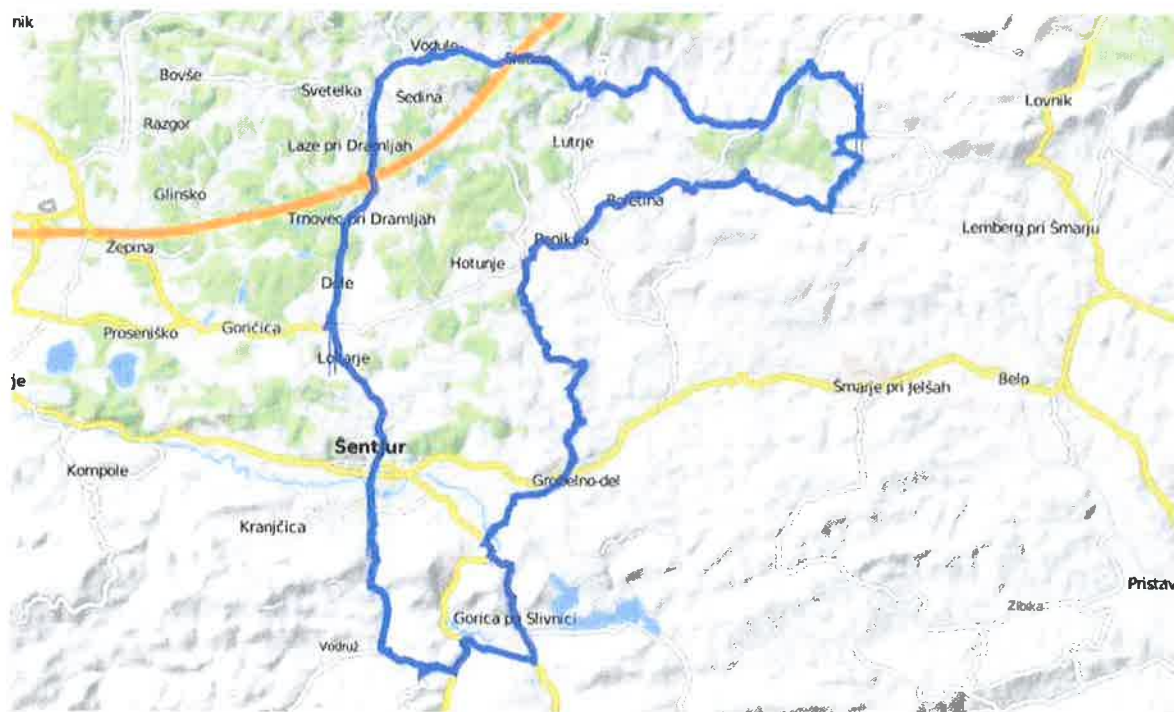 nik
Vodule
Bovše
Svetelka
Šedina
Lovnik
Razgor
Laze pri Dramljah
Lutrje
Glinsko
Boletina
Trnovec pri Dramljah
Lemberg pri Šmarju
Žepina
Ponikva
Hotunje
Dole
Proseniško
Goričica
Lokarje
je
Šmarje pri Jelšah
Belo
Šentjur
Kompole
Grobelno-del
Kranjčica
Pristav
Zibika
Gorica pri Slivnici
Vodruž